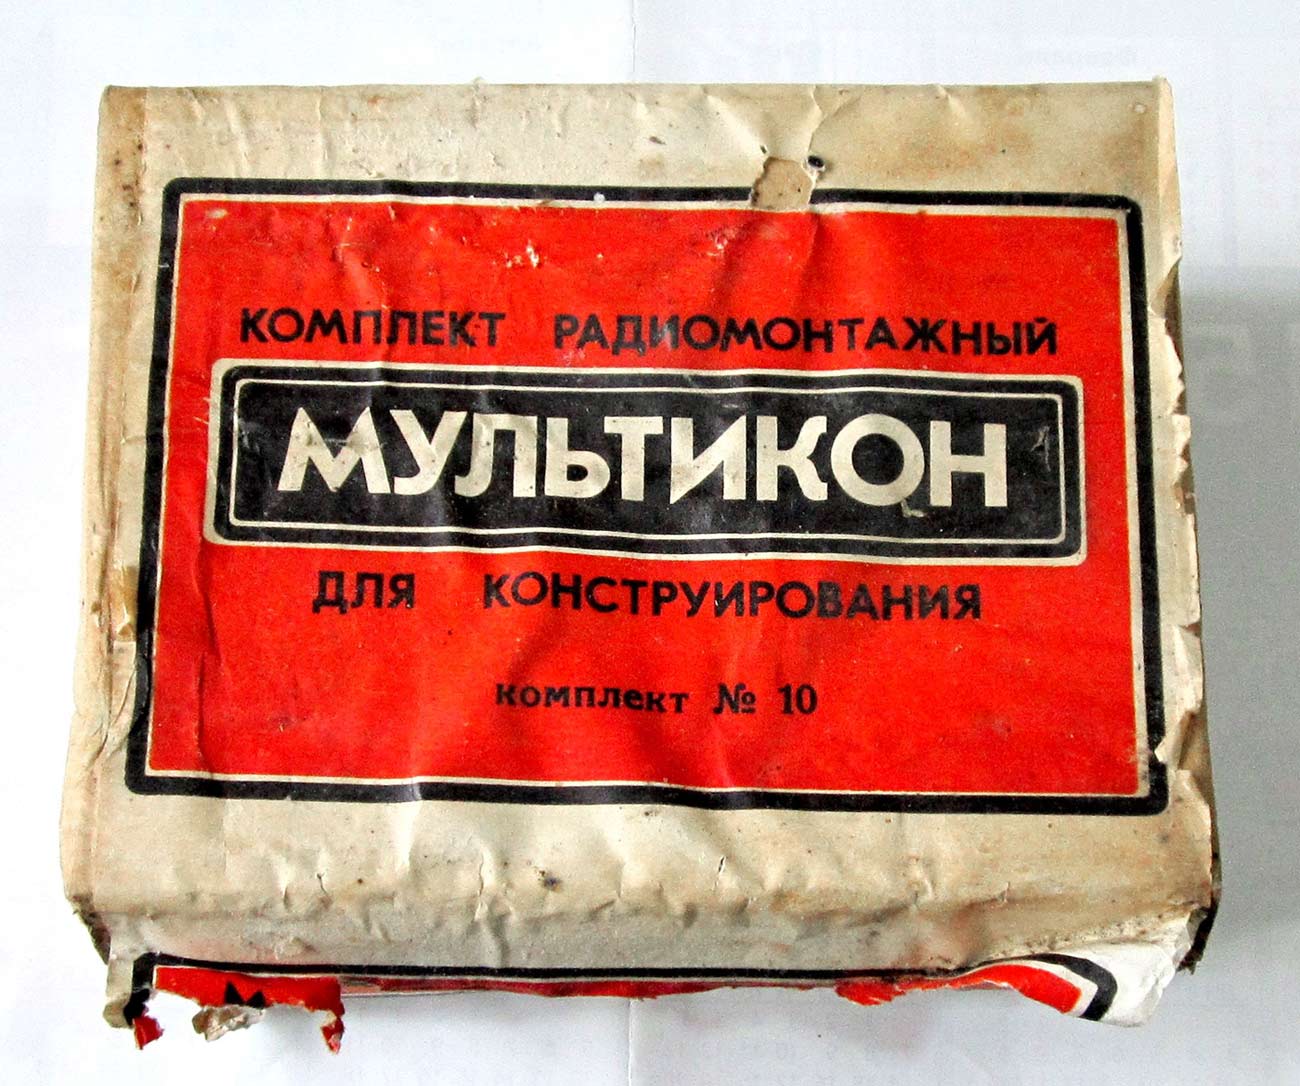 КОМПЛЕКТ РАДИОМОНТАЖНЫЙ
МУЛЬТИКОН
ДЛЯ КОНСТРУИРОВАНИЯ
комплект № 10